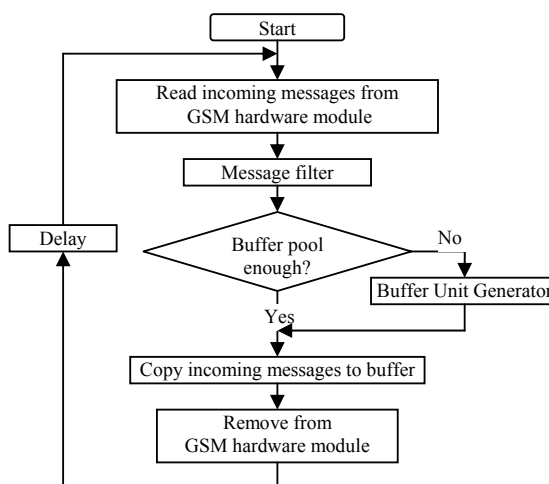 Start
Read incoming messages from
GSM hardware module
Message filter
Buffer pool
enough?
No
Delay
Buffer Unit Generator
Yes
Copy incoming messages to buffer
Remove from
GSM hardware module